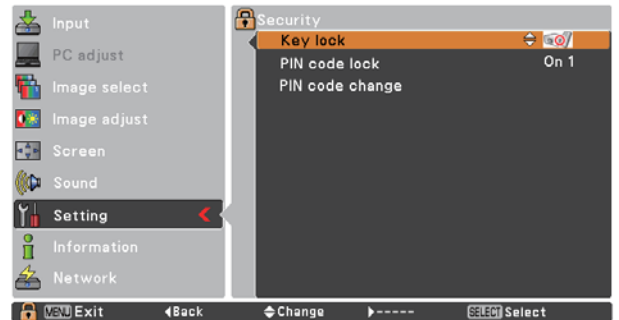 Input
PC adjust
Image select
Image adjust
Screen
Sound
Setting
Information
Network
Security
Key lock
PIN code lock On 1
PIN code change
MENU Exit Back Change ----- SELECT Select